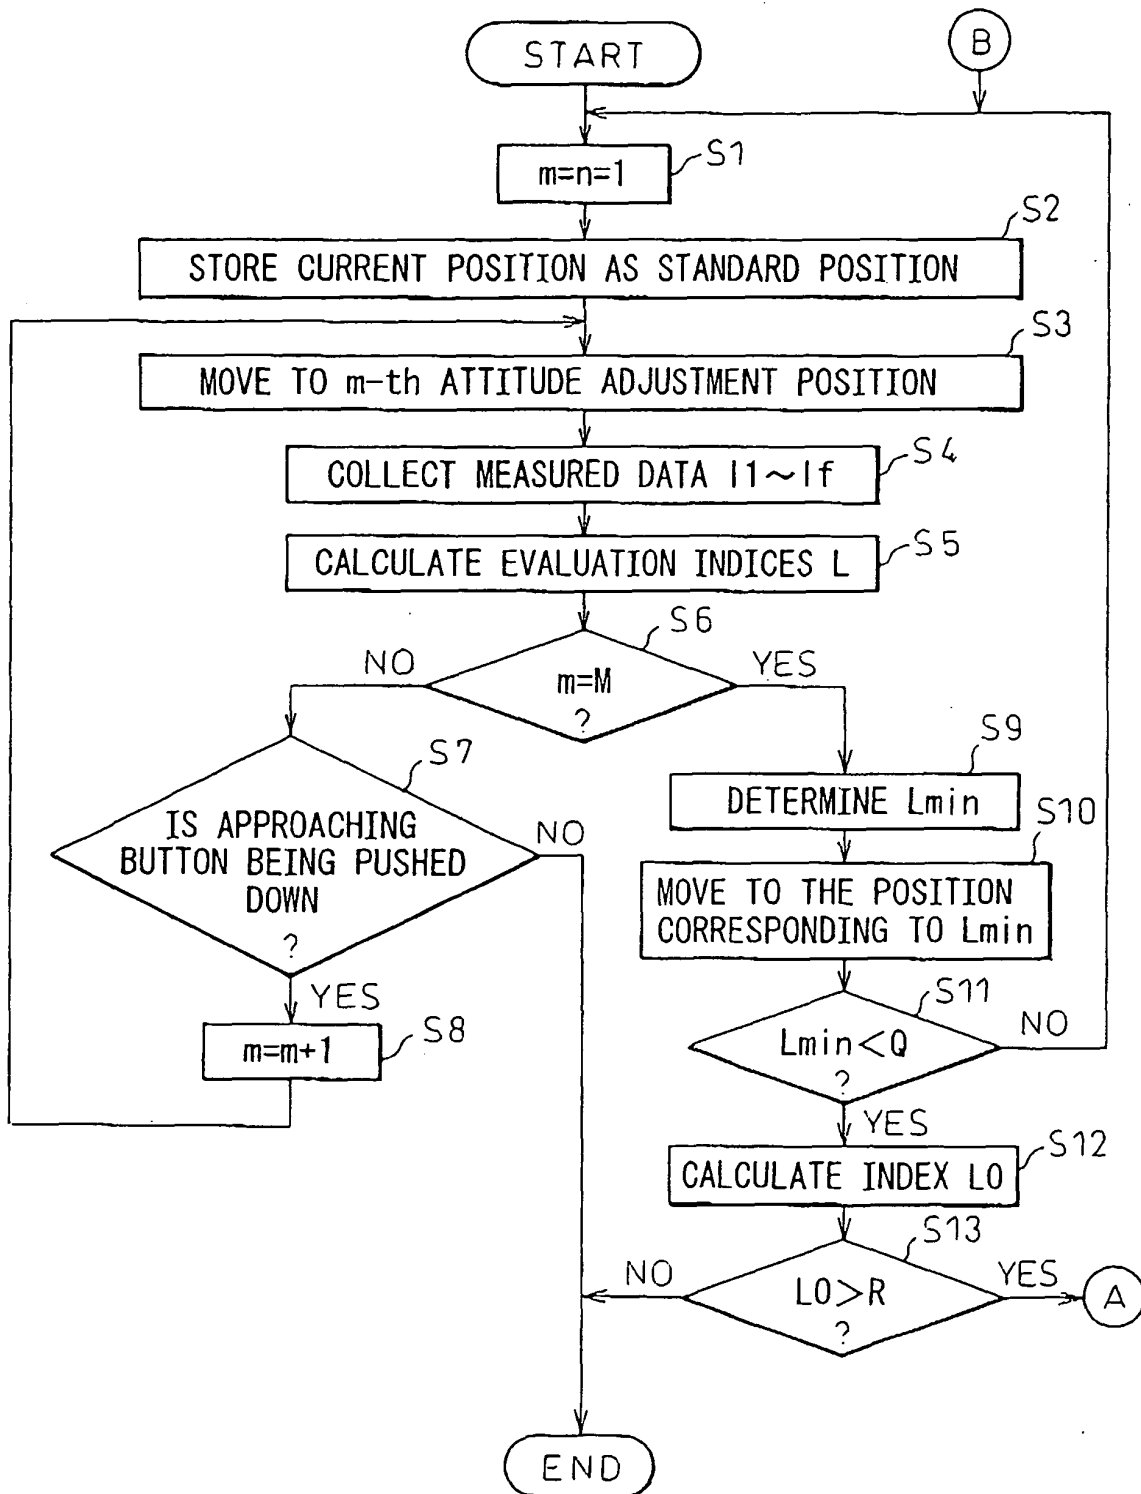 START
B
S1
m=n=1
S2
STORE CURRENT POSITION AS STANDARD POSITION
S3
MOVE TO m-th ATTITUDE ADJUSTMENT POSITION
S4
COLLECT MEASURED DATA l1~lf
S5
CALCULATE EVALUATION INDICES L
S6
NO
YES
m=M
?
S7
S9
DETERMINE Lmin
IS APPROACHING
BUTTON BEING PUSHED
DOWN
?
NO
S10
MOVE TO THE POSITION
CORRESPONDING TO Lmin
YES
S8
m=m+1
S11
Lmin<Q
?
NO
YES
S12
CALCULATE INDEX L0
S13
NO
L0>R
?
YES
A
END